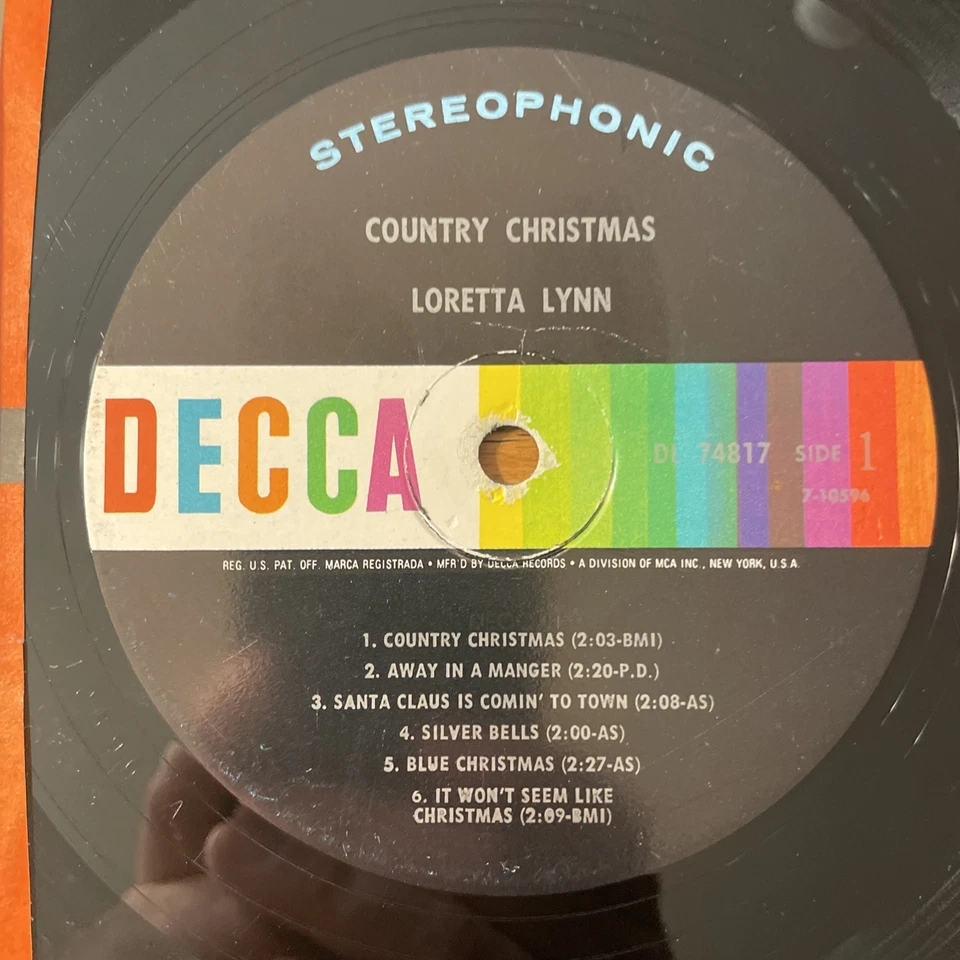 STEREOPHONIC
COUNTRY CHRISTMAS
LORETTA LYNN
DECCA
DL 74817 SIDE 1
7-10596
REG. U.S. PAT. OFF. MARCA REGISTRADA • MFR'D BY DECCA RECORDS • A DIVISION OF MCA INC., NEW YORK, U.S.A.
1. COUNTRY CHRISTMAS (2:03-BMI)
2. AWAY IN A MANGER (2:20-P.D.)
3. SANTA CLAUS IS COMIN' TO TOWN (2:08-AS)
4. SILVER BELLS (2:00-AS)
5. BLUE CHRISTMAS (2:27-AS)
6. IT WON'T SEEM LIKE
CHRISTMAS (2:09-BMI)